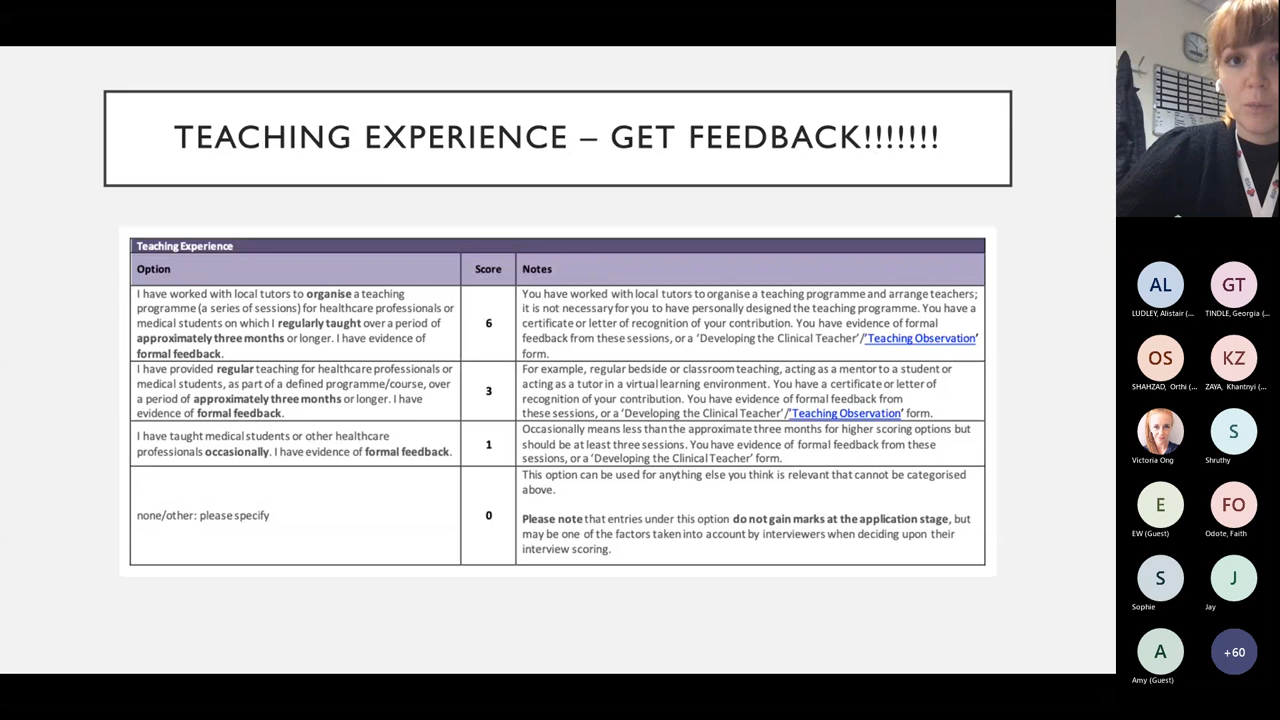 TEACHING EXPERIENCE – GET FEEDBACK!!!!!!!
Teaching Experience
Option
Score
Notes
I have worked with local tutors to organise a teaching
programme (a series of sessions) for healthcare professionals or
medical students on which I regularly taught over a period of
approximately three months or longer. I have evidence of
formal feedback.
6
You have worked with local tutors to organise a teaching programme and arrange teachers;
it is not necessary for you to have personally designed the teaching programme. You have a
certificate or letter of recognition of your contribution. You have evidence of formal
feedback from these sessions, or a ‘Developing the Clinical Teacher’/’Teaching Observation’
form.
I have provided regular teaching for healthcare professionals or
medical students, as part of a defined programme/course, over
a period of approximately three months or longer. I have
evidence of formal feedback.
3
For example, regular bedside or classroom teaching, acting as a mentor to a student or
acting as a tutor in a virtual learning environment. You have a certificate or letter of
recognition of your contribution. You have evidence of formal feedback from
these sessions, or a ‘Developing the Clinical Teacher’/’Teaching Observation’ form.
I have taught medical students or other healthcare
professionals occasionally. I have evidence of formal feedback.
1
Occasionally means less than the approximate three months for higher scoring options but
should be at least three sessions. You have evidence of formal feedback from these
sessions, or a ‘Developing the Clinical Teacher’ form.
none/other: please specify
0
This option can be used for anything else you think is relevant that cannot be categorised
above.
Please note that entries under this option do not gain marks at the application stage, but
may be one of the factors taken into account by interviewers when deciding upon their
interview scoring.
AL
GT
LUDLEY, Alistair (...
TINDLE, Georgia (...
OS
KZ
SHAHZAD, Orthi (...
ZAYA, Khantnyi (...
S
Victoria Ong
Shruthy
E
FO
EW (Guest)
Odote, Faith
S
J
Sophie
Jay
A
+60
Amy (Guest)